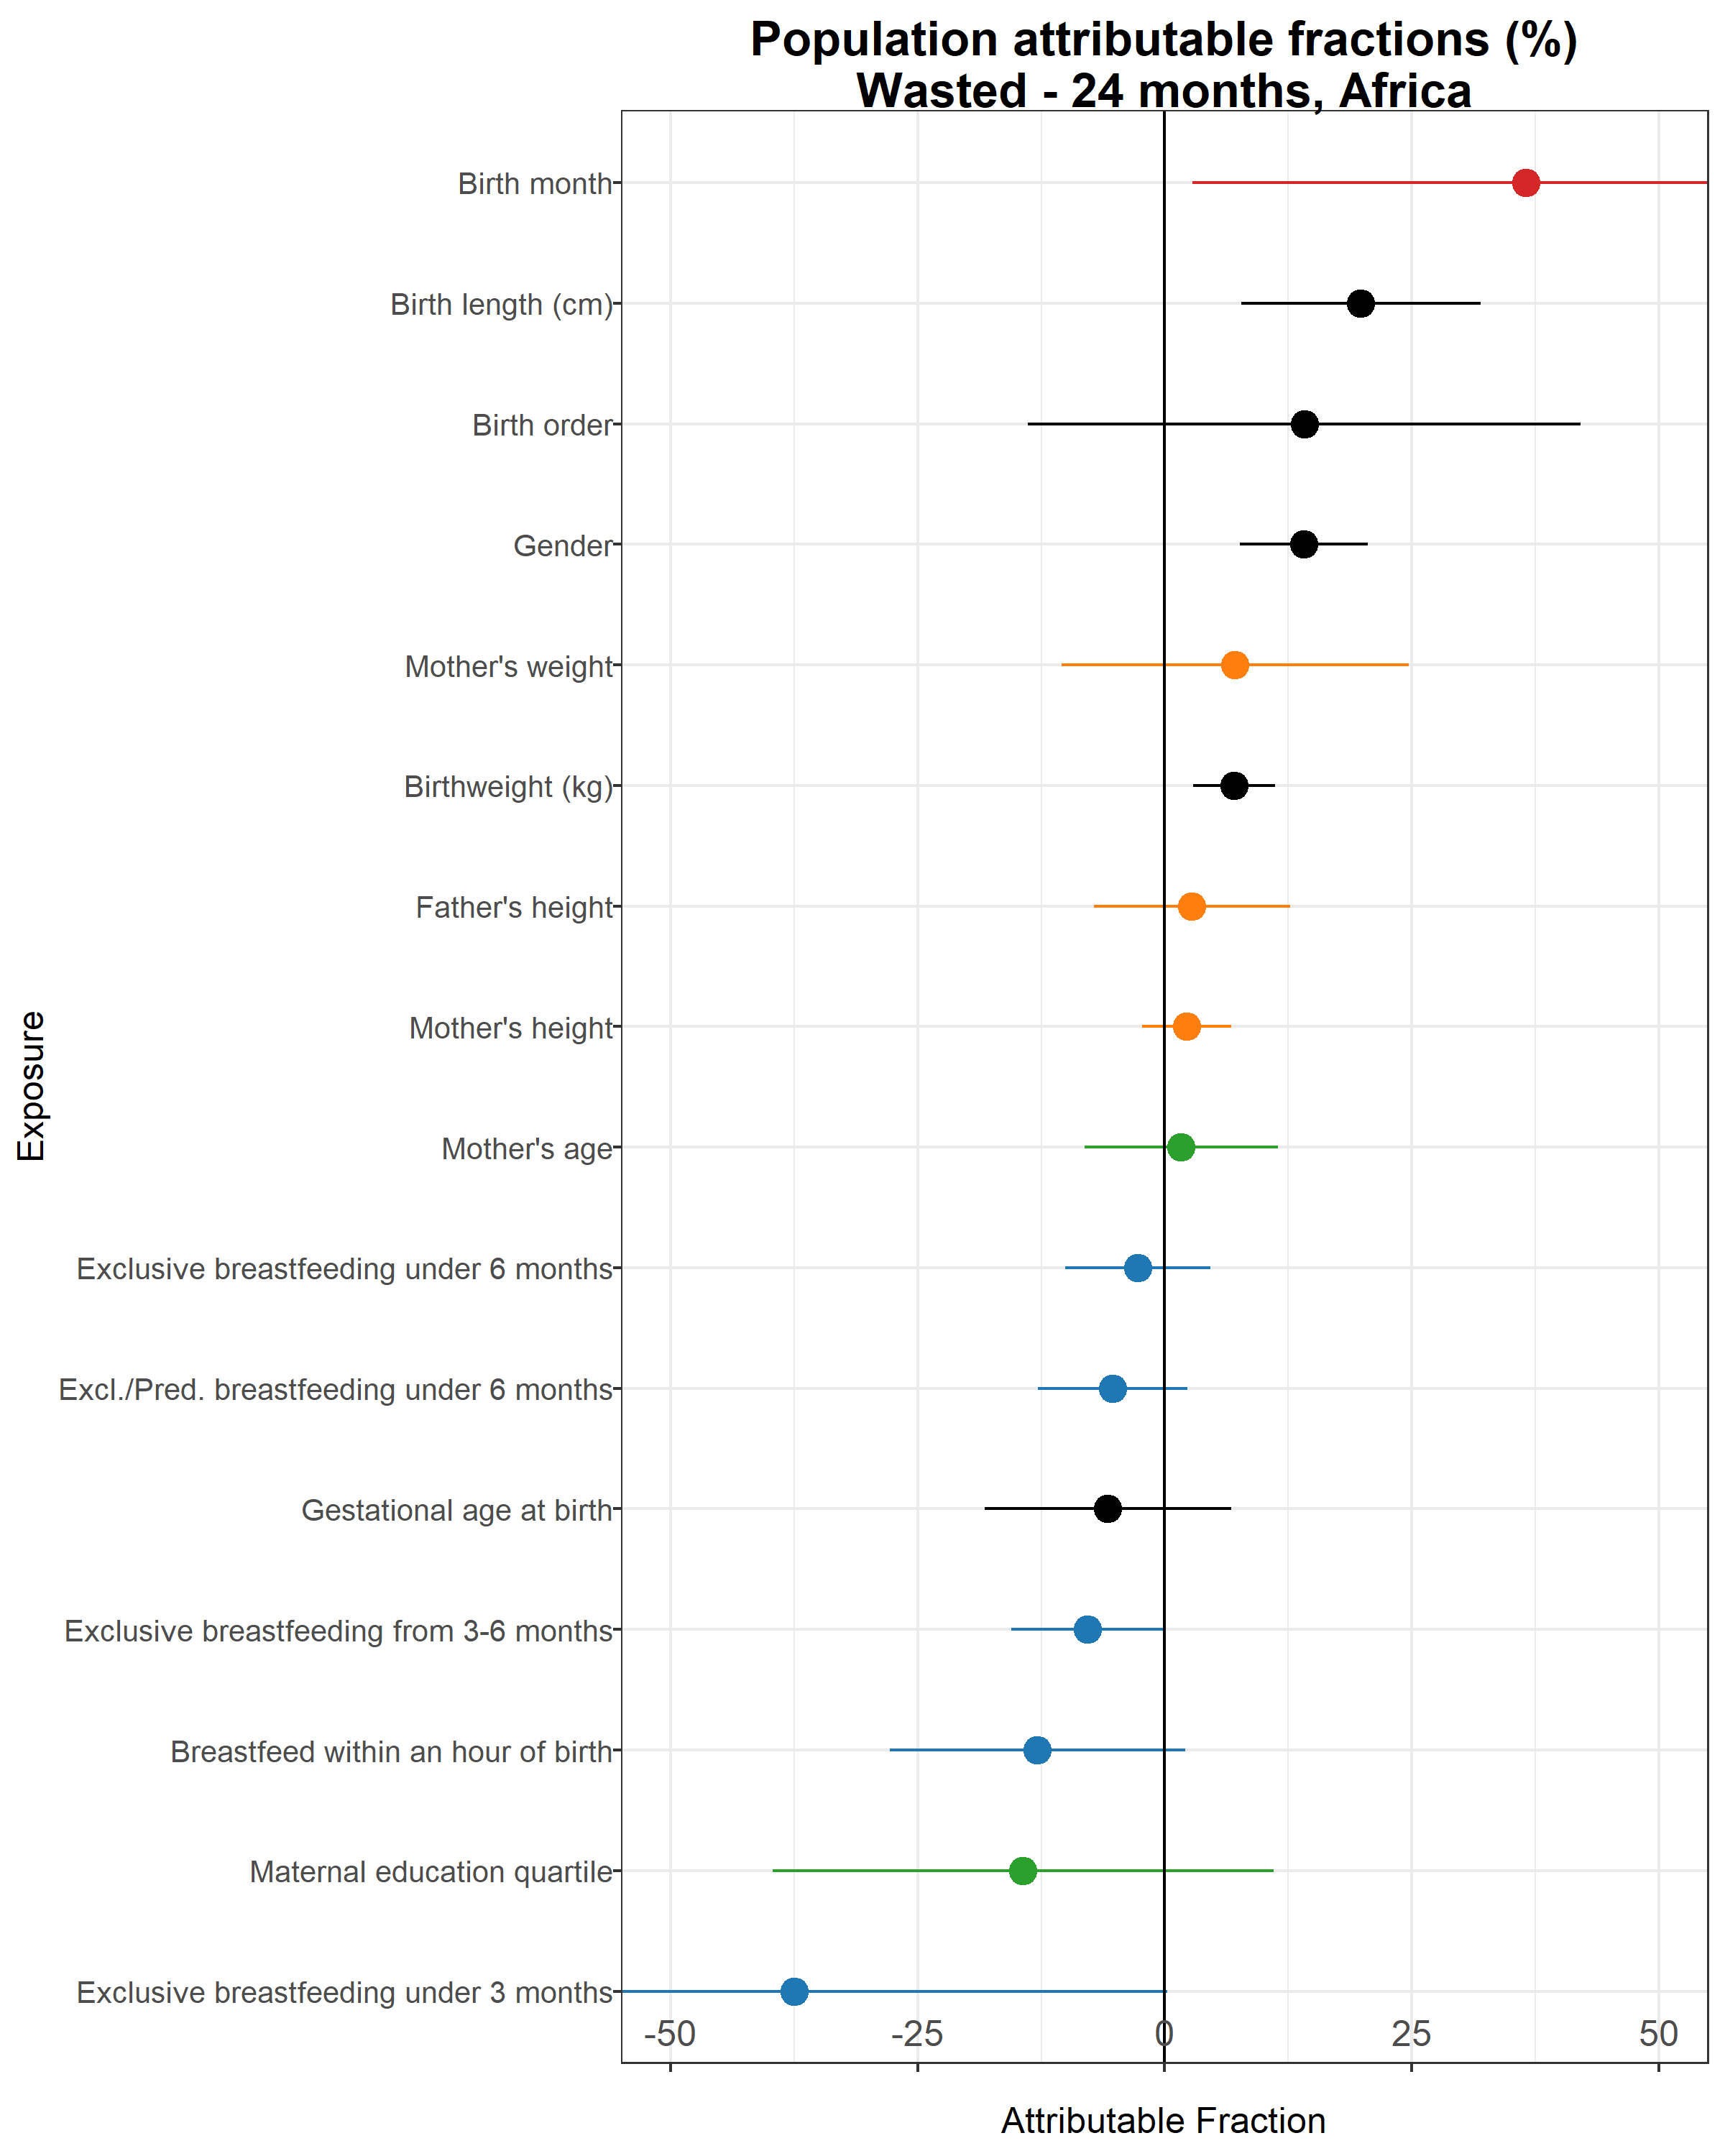 Population attributable fractions (%)
Wasted - 24 months, Africa
Birth month
Birth length (cm)
Birth order
Gender
Mother's weight
Birthweight (kg)
Father's height
Mother's height
Mother's age
Exclusive breastfeeding under 6 months
Excl./Pred. breastfeeding under 6 months
Gestational age at birth
Exclusive breastfeeding from 3-6 months
Breastfeed within an hour of birth
Maternal education quartile
Exclusive breastfeeding under 3 months
Exposure
-50 -25 0 25 50
Attributable Fraction